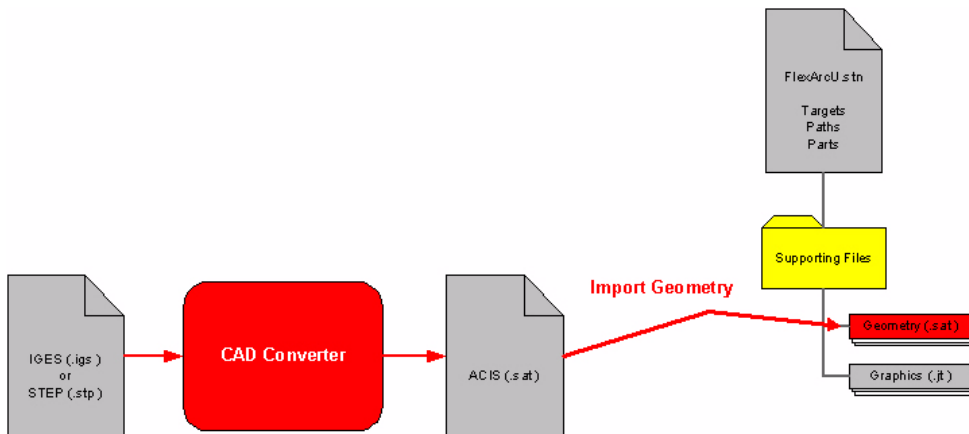 FlexArcU.stn
Targets
Paths
Parts
Supporting Files
Import Geometry
Geometry (.sat)
CAD Converter
IGES (.igs)
or
STEP (.stp)
ACIS (.sat)
Graphics (.jt)